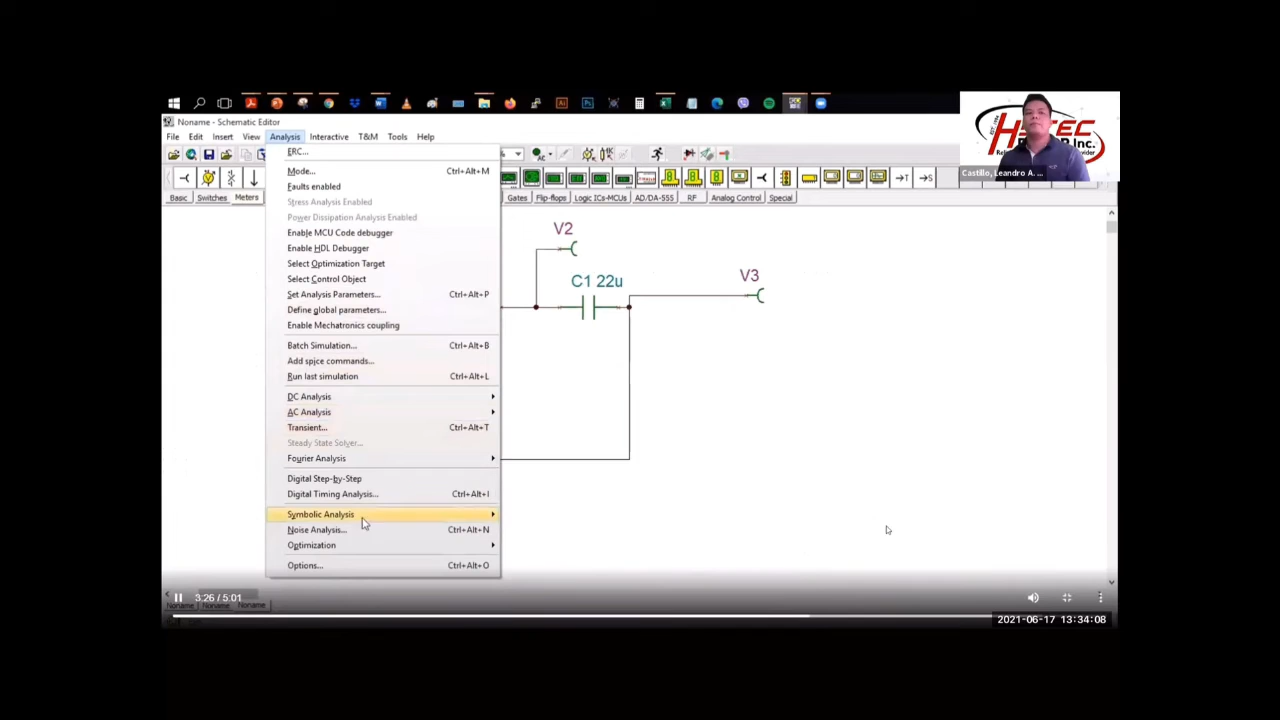 Noname - Schematic Editor
File Edit Insert View Analysis Interactive T&M Tools Help
Basic Switches Meters Gates Flip-flops Logic ICs-MCUs AD/DA-555 RF Analog Control Special
ERC...
Mode... Ctrl+Alt+M
Faults enabled
Stress Analysis Enabled
Power Dissipation Analysis Enabled
Enable MCU Code debugger
Enable HDL Debugger
Select Optimization Target
Select Control Object
Set Analysis Parameters... Ctrl+Alt+P
Define global parameters...
Enable Mechatronics coupling
Batch Simulation... Ctrl+Alt+B
Add spice commands...
Run last simulation Ctrl+Alt+L
DC Analysis
AC Analysis
Transient... Ctrl+Alt+T
Steady State Solver...
Fourier Analysis
Digital Step-by-Step
Digital Timing Analysis... Ctrl+Alt+I
Symbolic Analysis
Noise Analysis... Ctrl+Alt+N
Optimization
Options... Ctrl+Alt+O
V2
C1 22u
V3
Castillo, Leandro A. ...
3:26 / 5:01
Noname Noname Noname
2021-06-17 13:34:08